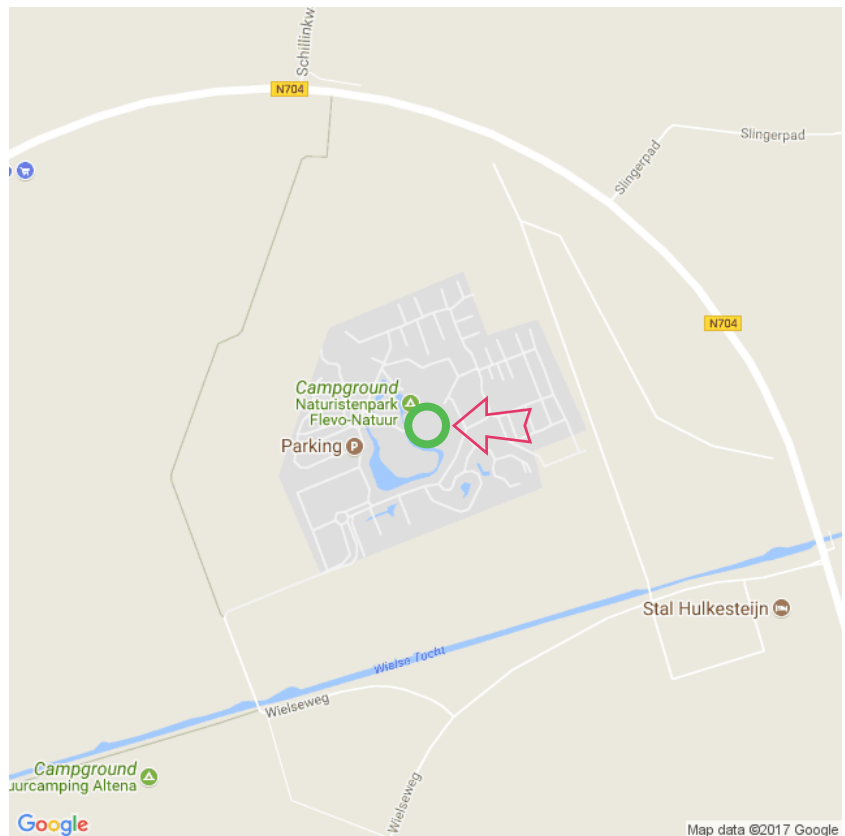 Schillinkw
N704
Slingerpad
Slingerpad
N704
Campground
Naturistenpark
Flevo-Natuur
Parking P
Stal Hulkesteijn
Wielse Tocht
Wielseweg
Campground
uurcamping Altena
Wielseweg
Google
Map data ©2017 Google